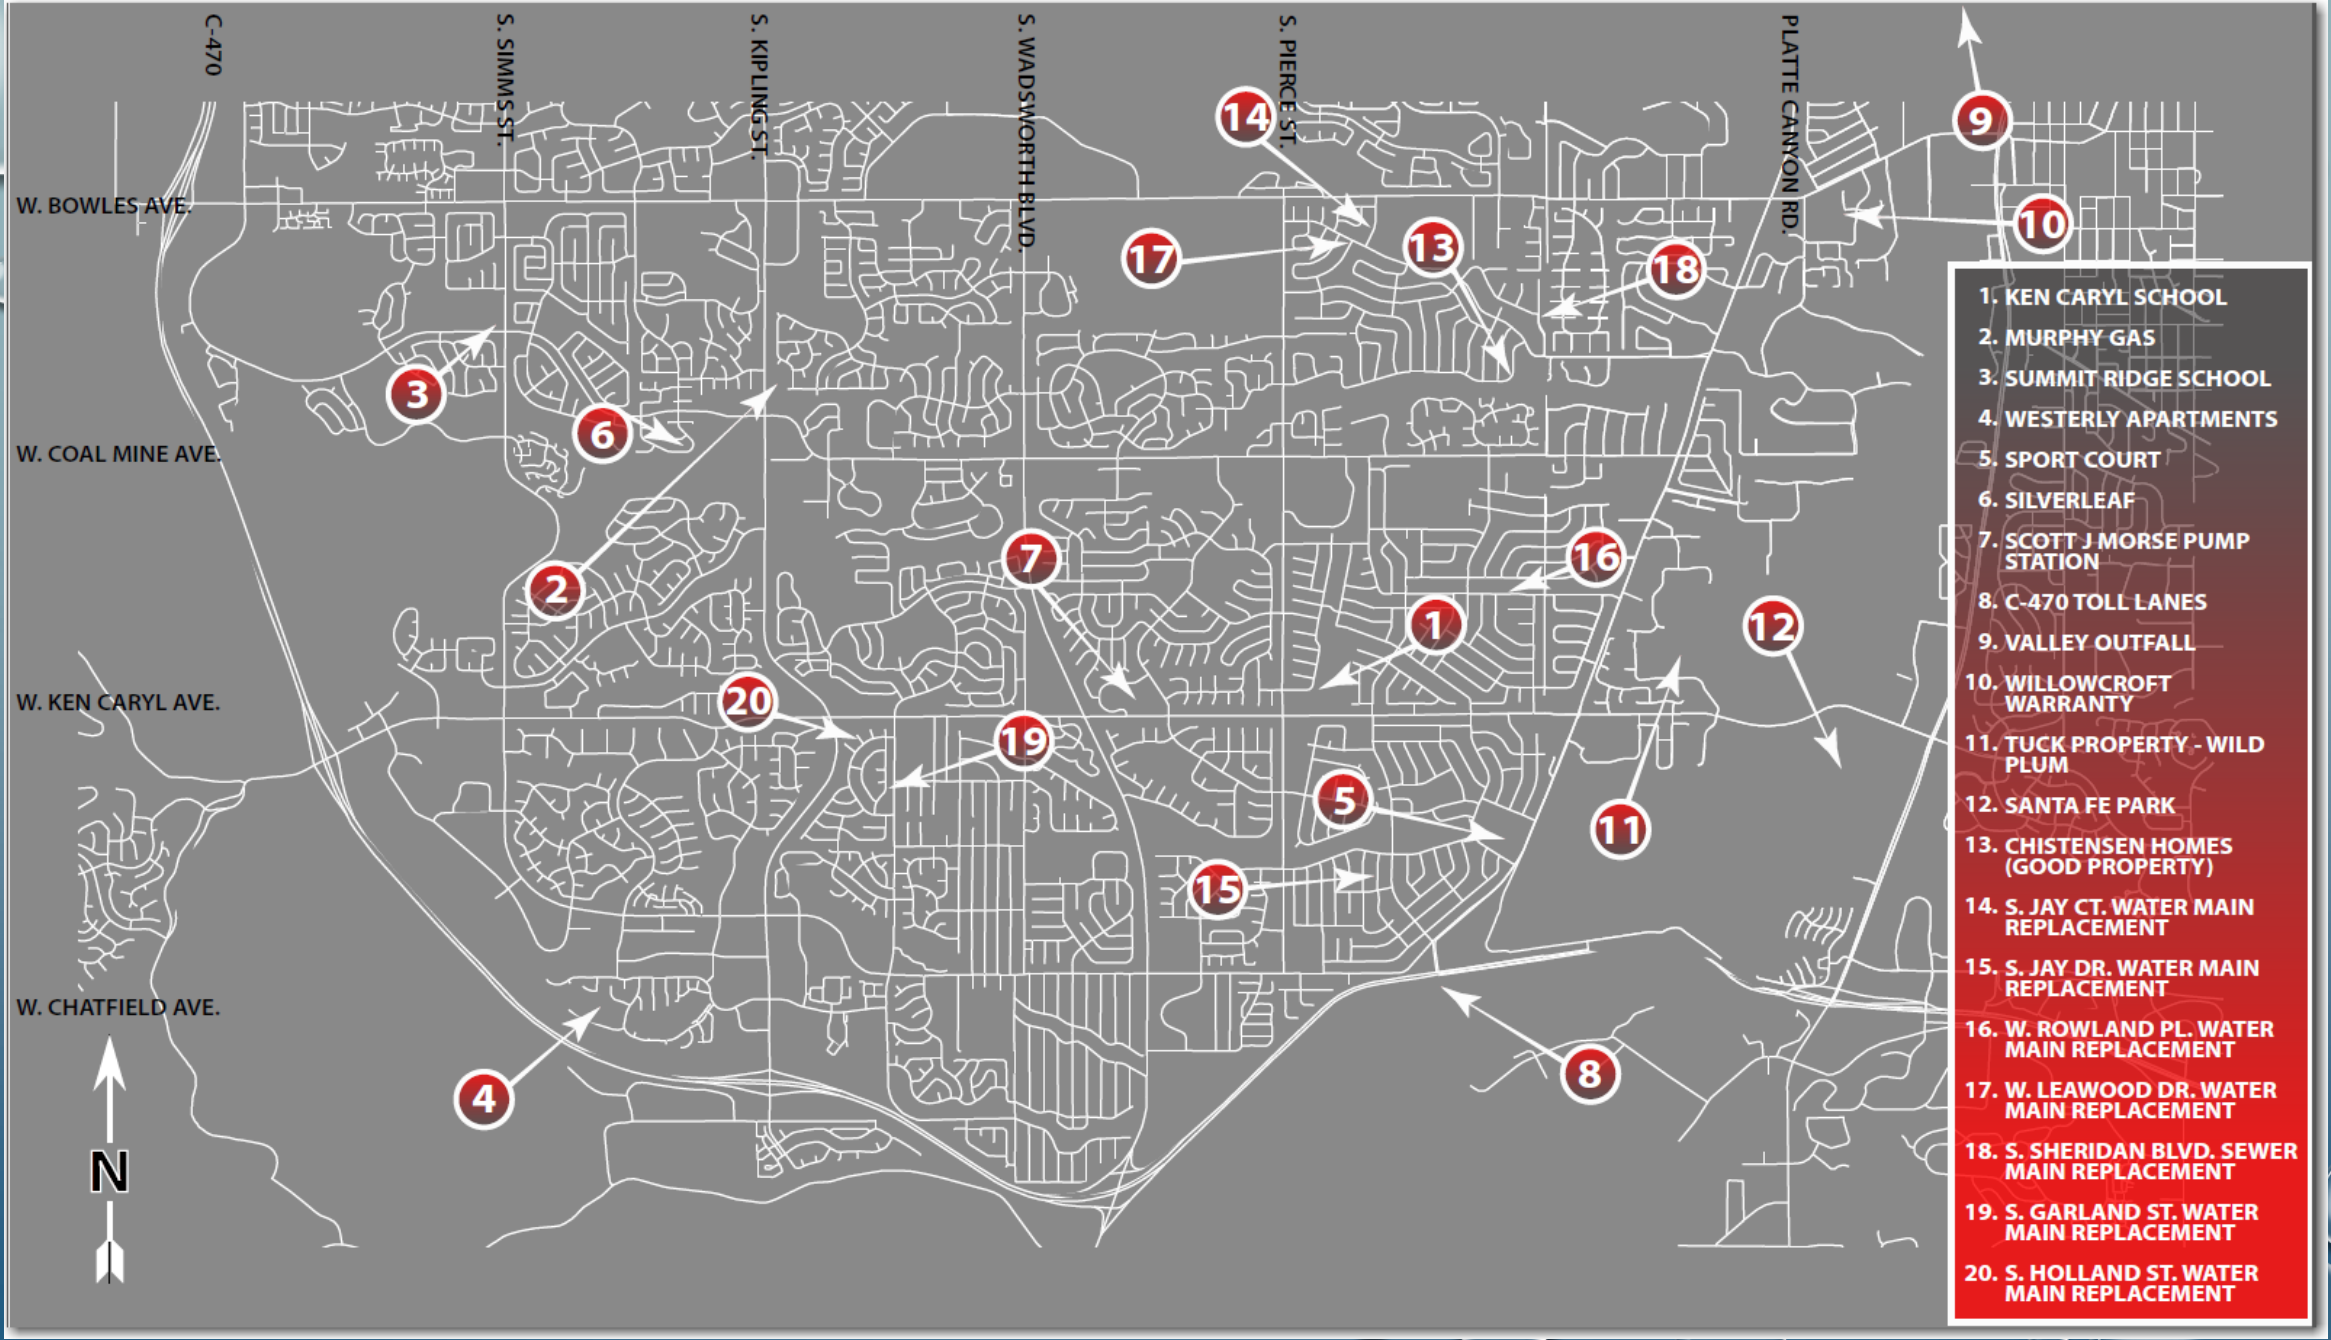 C-470
S. SIMMS ST.
S. KIPLING ST.
S. WADSWORTH BLVD.
S. PIERCE ST.
PLATTE CANYON RD.
14
9
W. BOWLES AVE.
10
13
17
18
3
6
W. COAL MINE AVE.
7
16
2
1
12
W. KEN CARYL AVE.
20
19
5
11
15
W. CHATFIELD AVE.
8
4
N
1. KEN CARYL SCHOOL
2. MURPHY GAS
3. SUMMIT RIDGE SCHOOL
4. WESTERLY APARTMENTS
5. SPORT COURT
6. SILVERLEAF
7. SCOTT J MORSE PUMP
STATION
8. C-470 TOLL LANES
9. VALLEY OUTFALL
10. WILLOWCROFT
WARRANTY
11. TUCK PROPERTY - WILD
PLUM
12. SANTA FE PARK
13. CHISTENSEN HOMES
(GOOD PROPERTY)
14. S. JAY CT. WATER MAIN
REPLACEMENT
15. S. JAY DR. WATER MAIN
REPLACEMENT
16. W. ROWLAND PL. WATER
MAIN REPLACEMENT
17. W. LEAWOOD DR. WATER
MAIN REPLACEMENT
18. S. SHERIDAN BLVD. SEWER
MAIN REPLACEMENT
19. S. GARLAND ST. WATER
MAIN REPLACEMENT
20. S. HOLLAND ST. WATER
MAIN REPLACEMENT